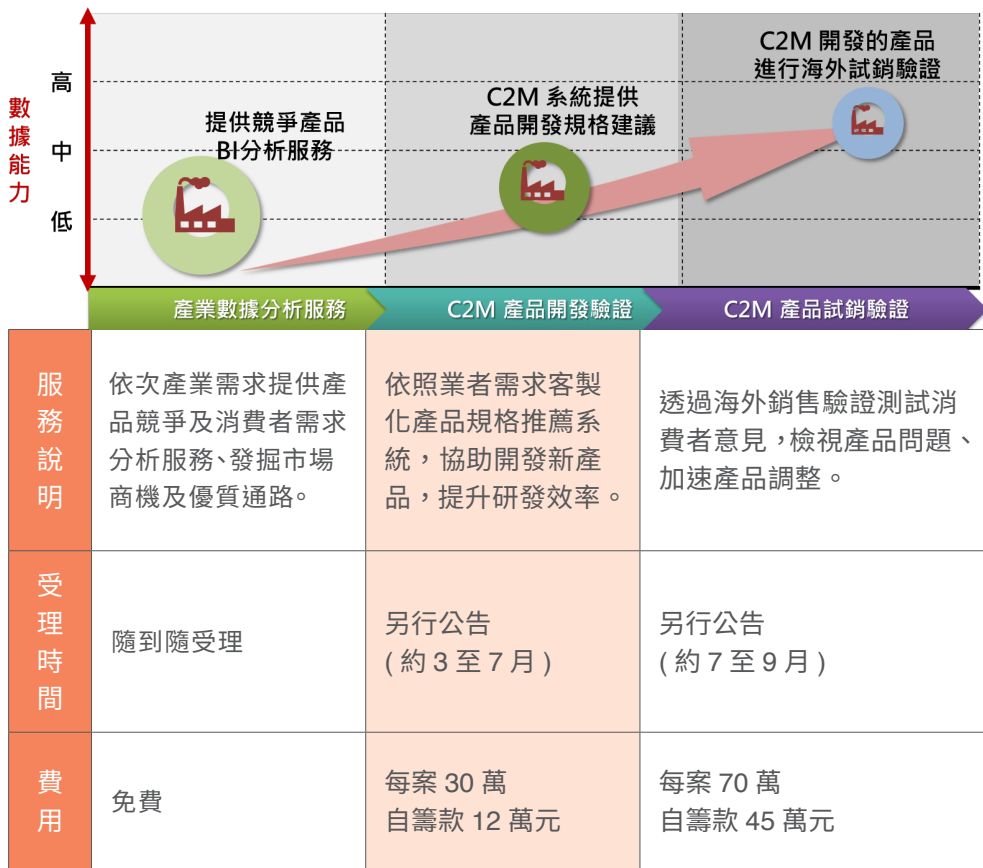 數據能力
高
中
低
提供競爭產品
BI分析服務
C2M 系統提供
產品開發規格建議
C2M 開發的產品
進行海外試銷驗證
產業數據分析服務
C2M 產品開發驗證
C2M 產品試銷驗證
服務說明
依次產業需求提供產
品競爭及消費者需求
分析服務、發掘市場
商機及優質通路。
依照業者需求客製
化產品規格推薦系
統，協助開發新產
品，提升研發效率。
透過海外銷售驗證測試消
費者意見，檢視產品問題、
加速產品調整。
受理時間
隨到隨受理
另行公告
( 約 3 至 7 月 )
另行公告
( 約 7 至 9 月 )
費用
免費
每案 30 萬
自籌款 12 萬元
每案 70 萬
自籌款 45 萬元